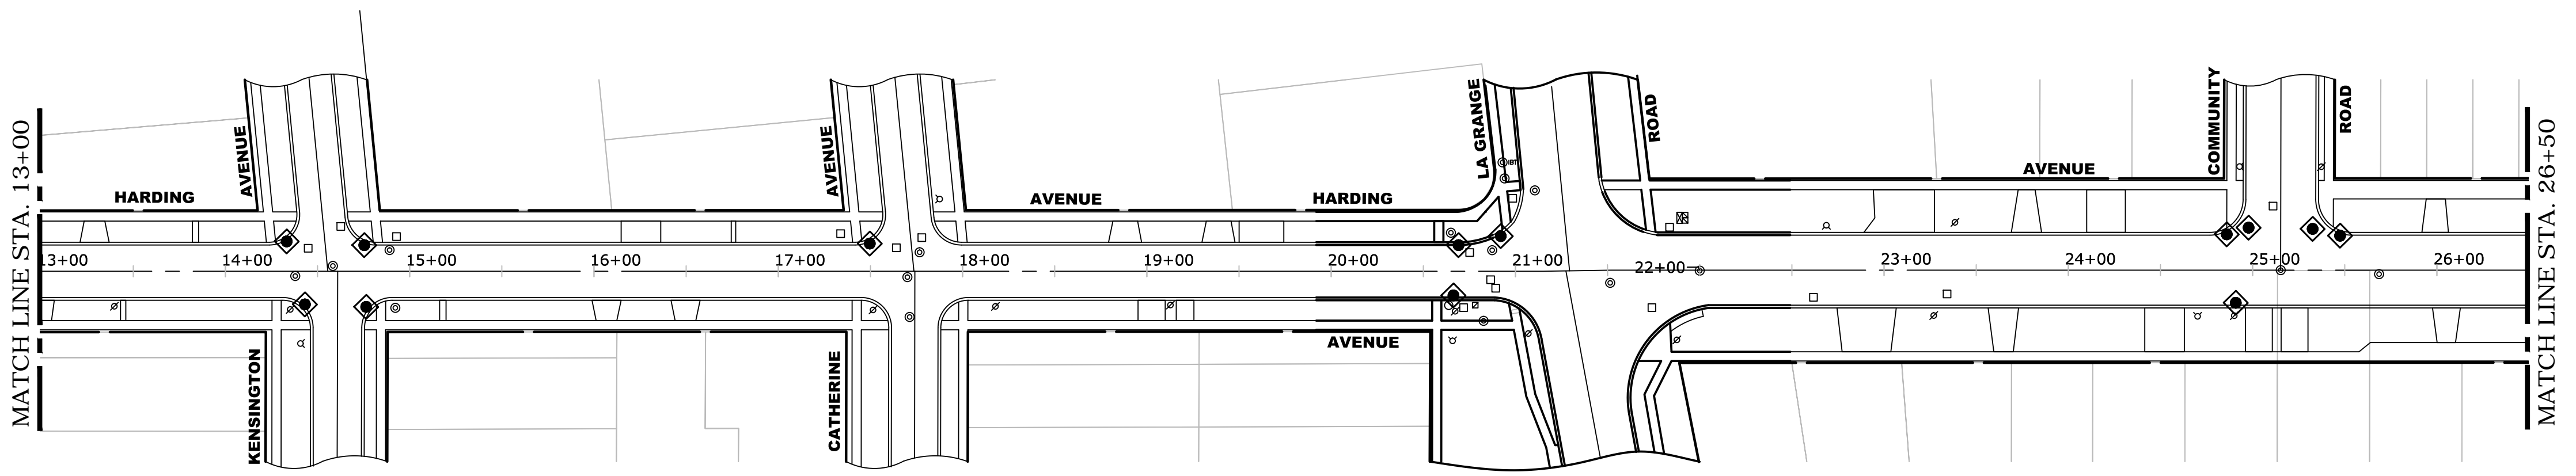 MATCH LINE STA. 13+00
HARDING
AVENUE
KENSINGTON
AVENUE
CATHERINE
AVENUE
HARDING
AVENUE
LA GRANGE
ROAD
COMMUNITY
AVENUE
ROAD
13+00 14+00 15+00 16+00 17+00 18+00 19+00 20+00 21+00 22+00 23+00 24+00 25+00 26+00
MATCH LINE STA. 26+50